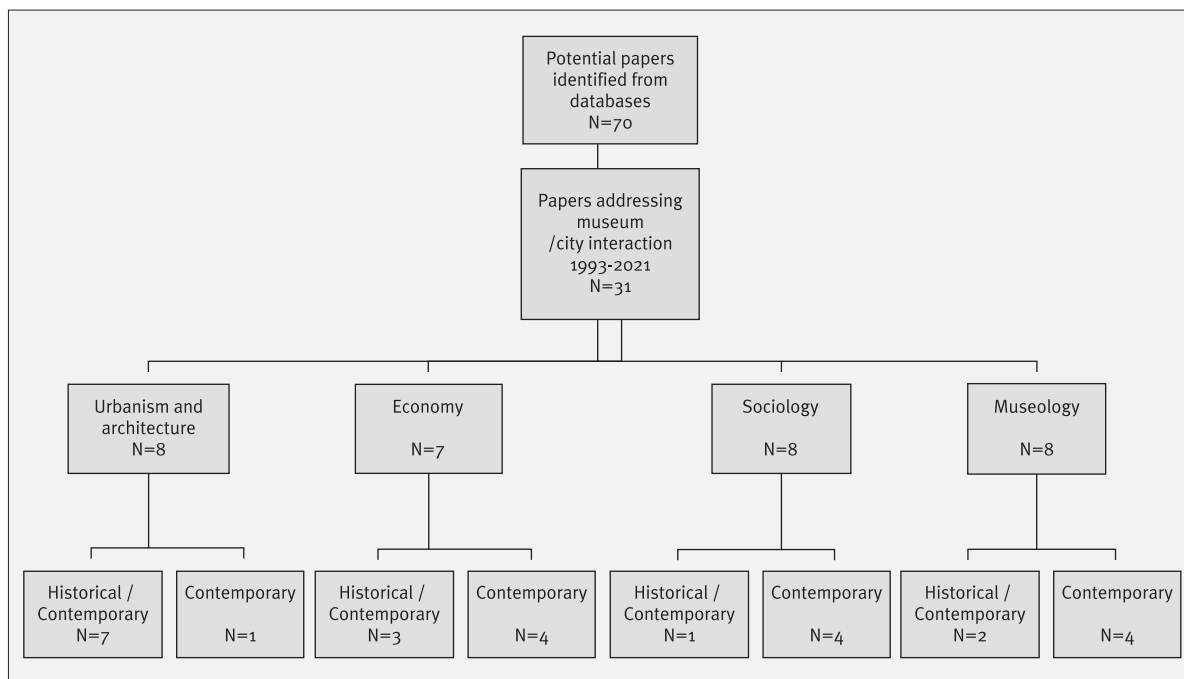 Potential papers
identified from
databases
N=70
Papers addressing
museum
/city interaction
1993-2021
N=31
Urbanism and
architecture
N=8
Economy
N=7
Sociology
N=8
Museology
N=8
Historical /
Contemporary
N=7
Contemporary
N=1
Historical /
Contemporary
N=3
Contemporary
N=4
Historical /
Contemporary
N=1
Contemporary
N=4
Historical /
Contemporary
N=2
Contemporary
N=4